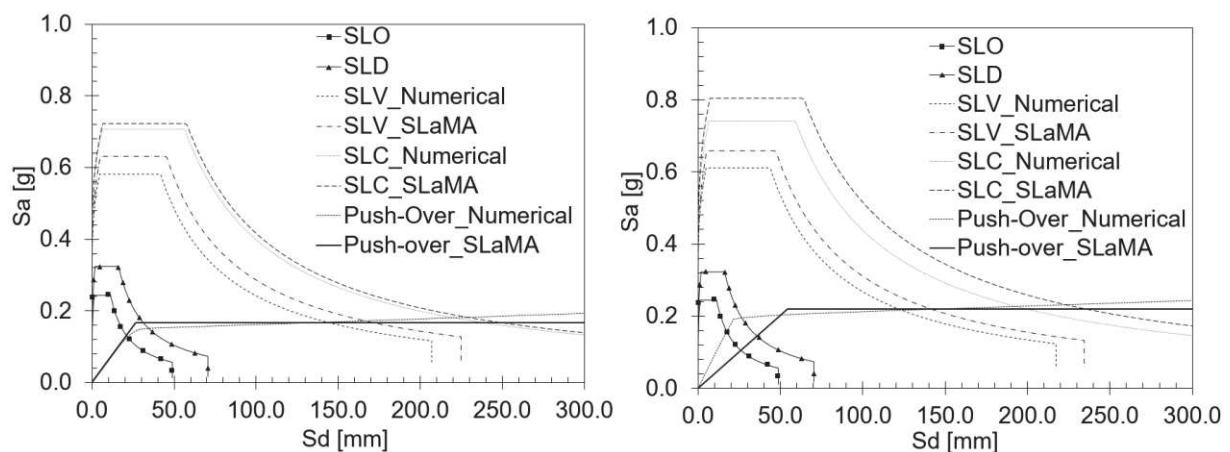 1.0
0.8
0.6
0.4
0.2
0.0
Sa [g]
SLO
SLD
SLV_Numerical
SLV_SLaMA
SLC_Numerical
SLC_SLaMA
Push-Over_Numerical
Push-over_SLaMA
0.0 50.0 100.0 150.0 200.0 250.0 300.0
Sd [mm]
1.0
0.8
0.6
0.4
0.2
0.0
Sa [g]
SLO
SLD
SLV_Numerical
SLV_SLaMA
SLC_Numerical
SLC_SLaMA
Push-Over_Numerical
Push-over_SLaMA
0.0 50.0 100.0 150.0 200.0 250.0 300.0
Sd [mm]